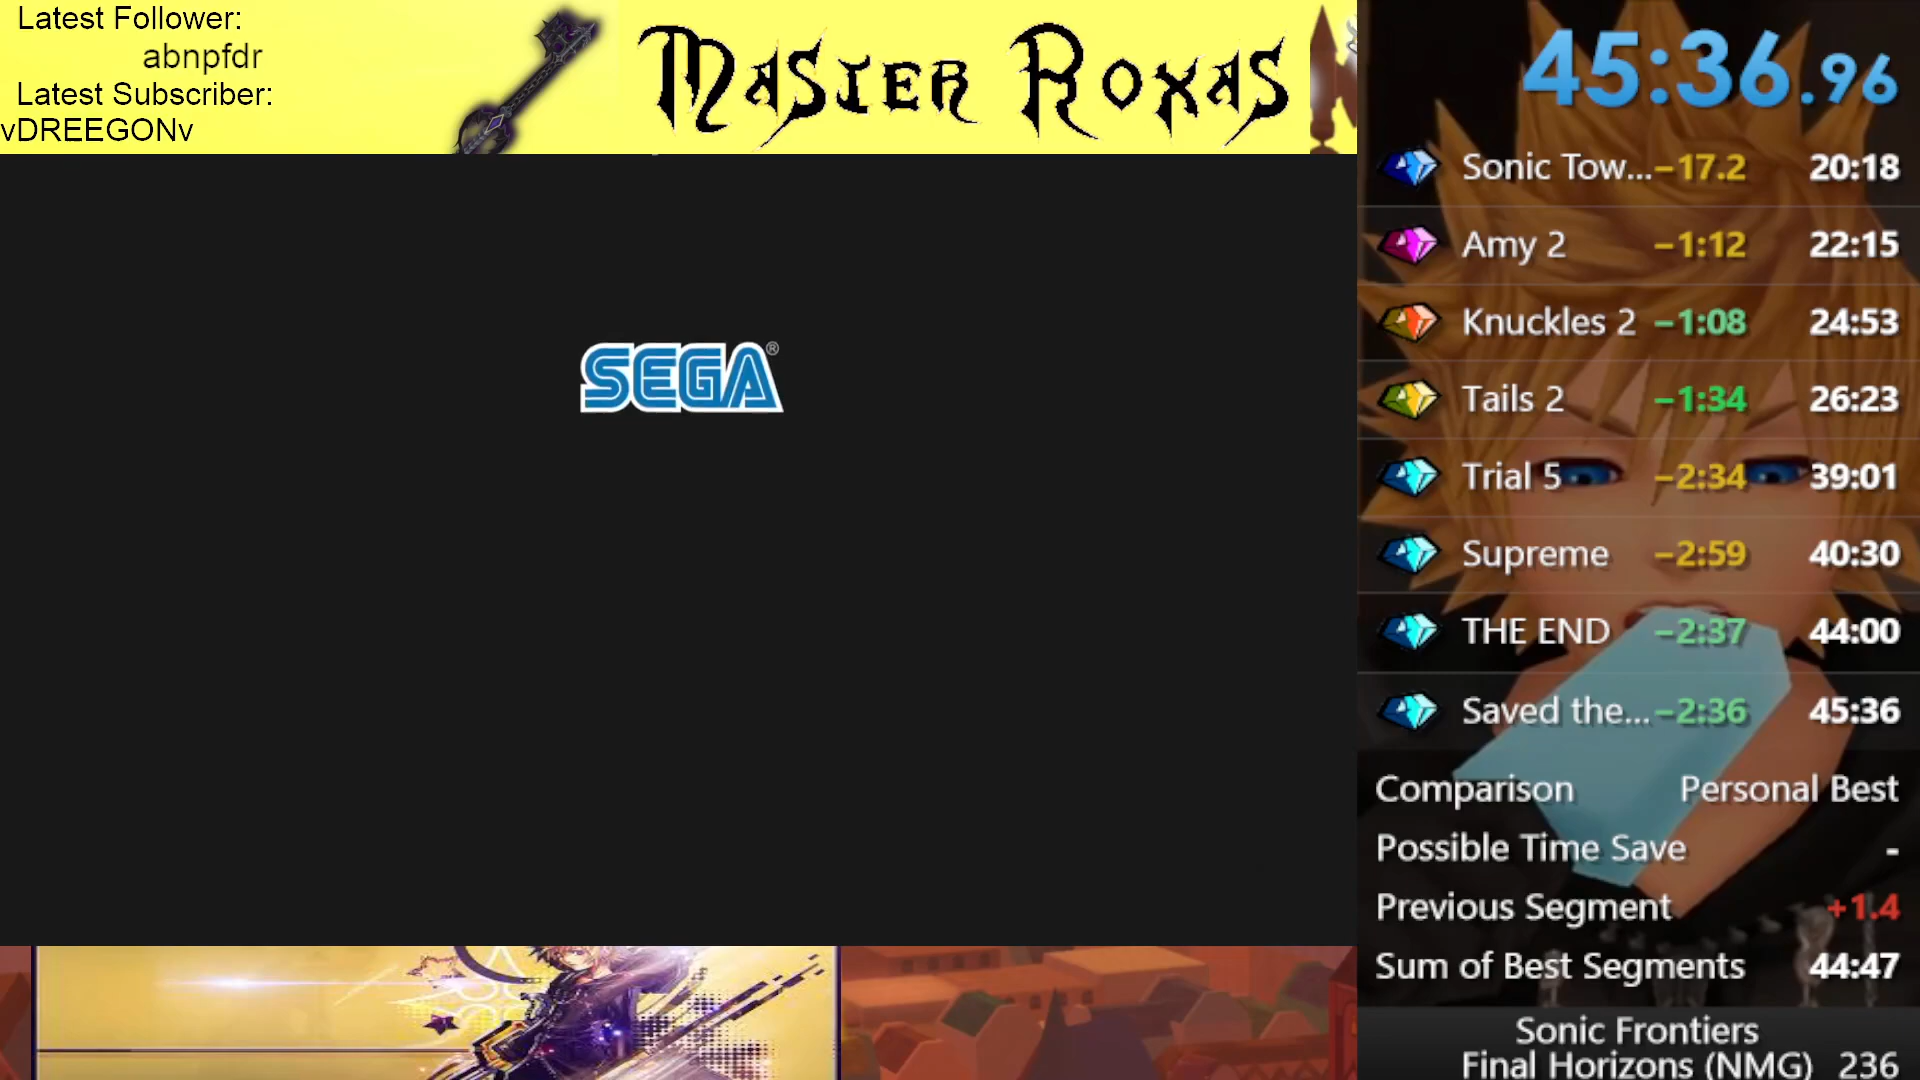 Latest Follower:
abnpfdr
Latest Subscriber:
vDREEGONv
Master Roxas
SEGA®
45:36.96
Sonic Tow... −17.2 20:18
Amy 2 −1:12 22:15
Knuckles 2 −1:08 24:53
Tails 2 −1:34 26:23
Trial 5 −2:34 39:01
Supreme −2:59 40:30
THE END −2:37 44:00
Saved the... −2:36 45:36
Comparison Personal Best
Possible Time Save -
Previous Segment +1.4
Sum of Best Segments 44:47
Sonic Frontiers
Final Horizons (NMG) 236